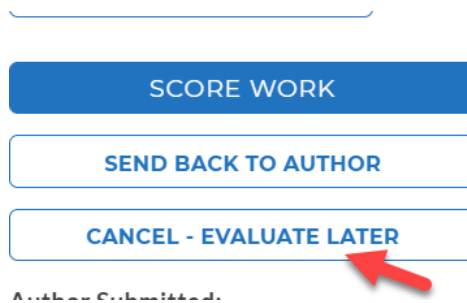 SCORE WORK
SEND BACK TO AUTHOR
CANCEL - EVALUATE LATER
Author Submitted: